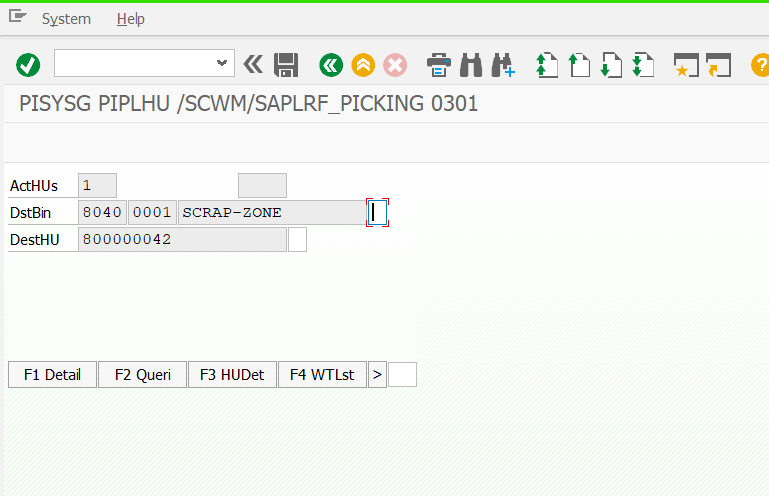 System Help
PISYSG PIPLHU /SCWM/SAPLRF_PICKING 0301
ActHUs 1
DstBin 8040 0001 SCRAP-ZONE
DestHU 800000042
F1 Detail F2 Queri F3 HUDet F4 WTLst >